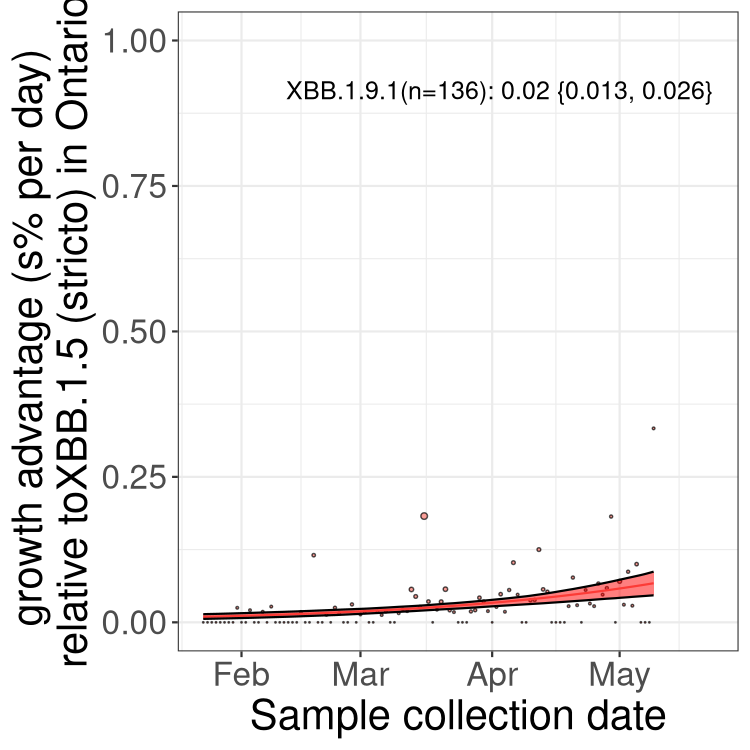 growth advantage (s% per day)
relative toXBB.1.5 (stricto) in Ontario
1.00
0.75
0.50
0.25
0.00
XBB.1.9.1(n=136): 0.02 {0.013, 0.026}
Feb Mar Apr May
Sample collection date